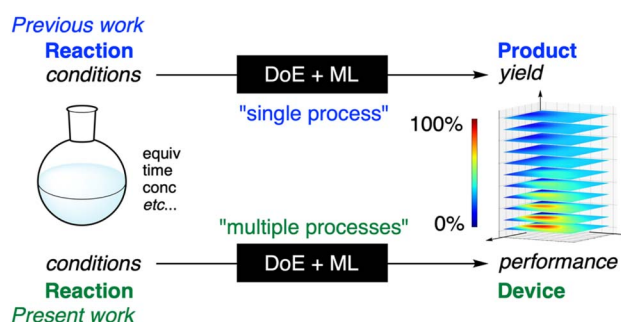 Previous work
Reaction
Product
conditions
DoE + ML
yield
"single process"
100%
equiv
time
conc
etc...
0%
"multiple processes"
conditions
DoE + ML
performance
Reaction
Device
Present work